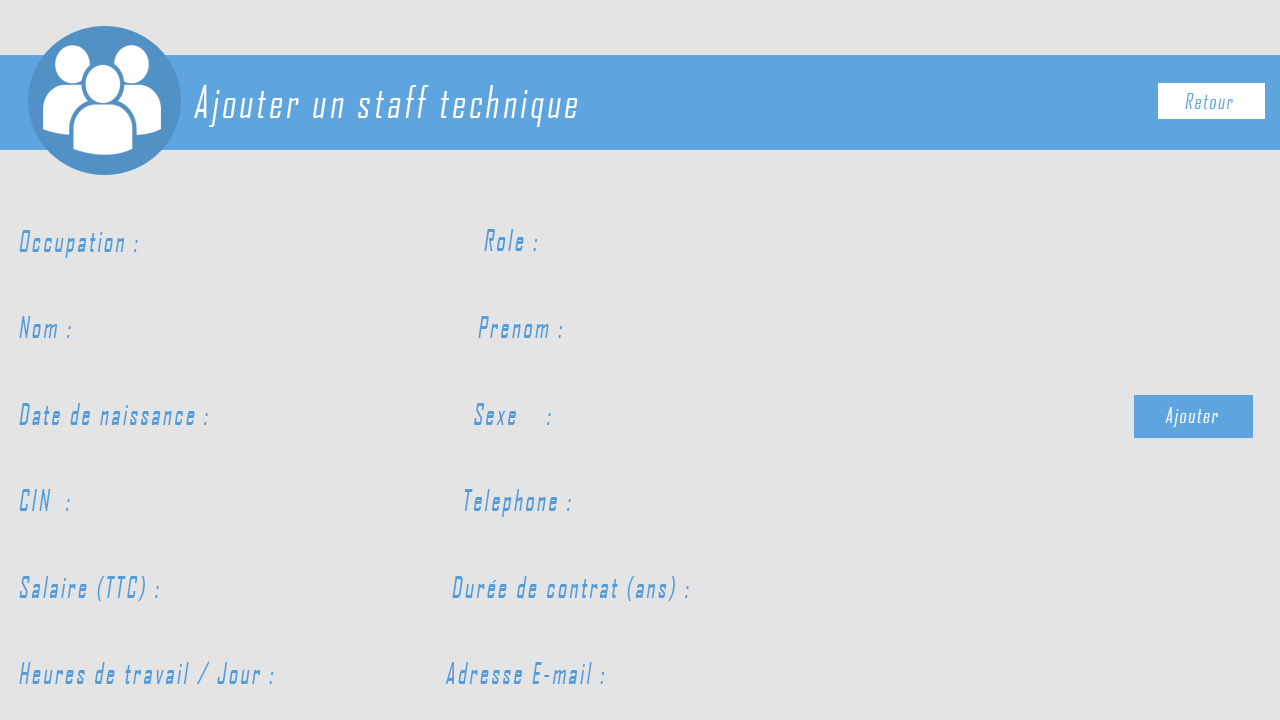 Ajouter un staff technique
Retour
Occupation :
Role :
Nom :
Prenom :
Date de naissance :
Sexe :
Ajouter
CIN :
Telephone :
Salaire (TTC) :
Durée de contrat (ans) :
Heures de travail / Jour :
Adresse E-mail :